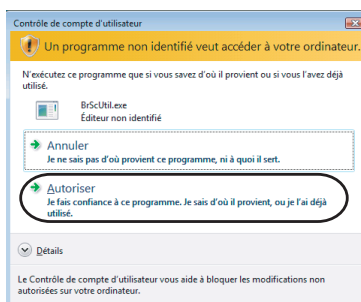 Contrôle de compte d'utilisateur
Un programme non identifié veut accéder à votre ordinateur.
N'exécutez ce programme que si vous savez d'où il provient ou si vous l'avez déjà
utilisé.
BrScUtil.exe
Éditeur non identifié
Annuler
Je ne sais pas d'où provient ce programme, ni à quoi il sert.
Autoriser
Je fais confiance à ce programme. Je sais d'où il provient, ou je l'ai déjà
utilisé.
Détails
Le Contrôle de compte d'utilisateur vous aide à bloquer les modifications non
autorisées sur votre ordinateur.